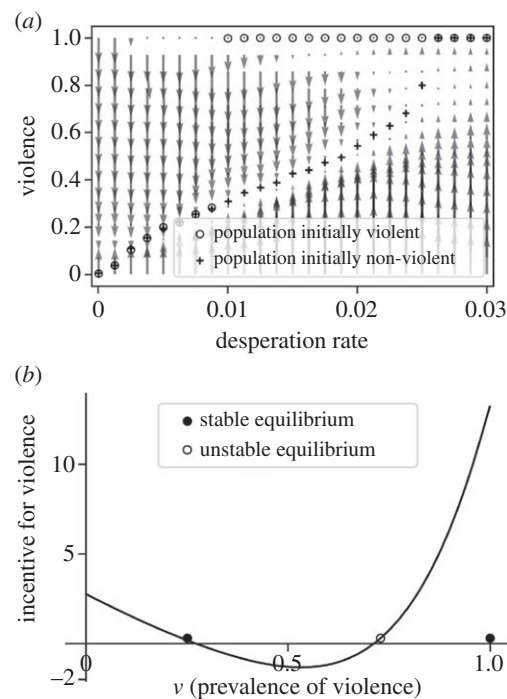 (a)
1.0
0.8
0.6
0.4
0.2
0
violence
population initially violent
population initially non-violent
0 0.01 0.02 0.03
desperation rate
(b)
stable equilibrium
unstable equilibrium
10
5
-2
incentive for violence
0 0.5 1.0
v (prevalence of violence)